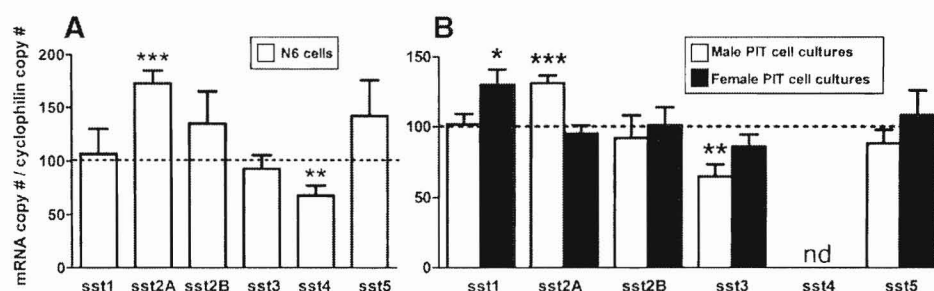 A
B
mRNA copy # / cyclophilin copy #
200
150
100
50
0
***
**
N6 cells
sst1 sst2A sst2B sst3 sst4 sst5
150
100
50
0
* ***
**
nd
Male PIT cell cultures
Female PIT cell cultures
sst1 sst2A sst2B sst3 sst4 sst5